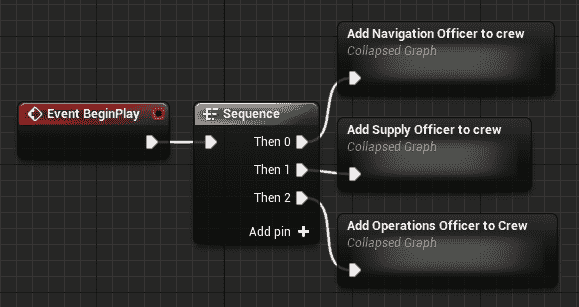 Event BeginPlay
Sequence
Then 0
Then 1
Then 2
Add pin
Add Navigation Officer to crew
Collapsed Graph
Add Supply Officer to crew
Collapsed Graph
Add Operations Officer to Crew
Collapsed Graph